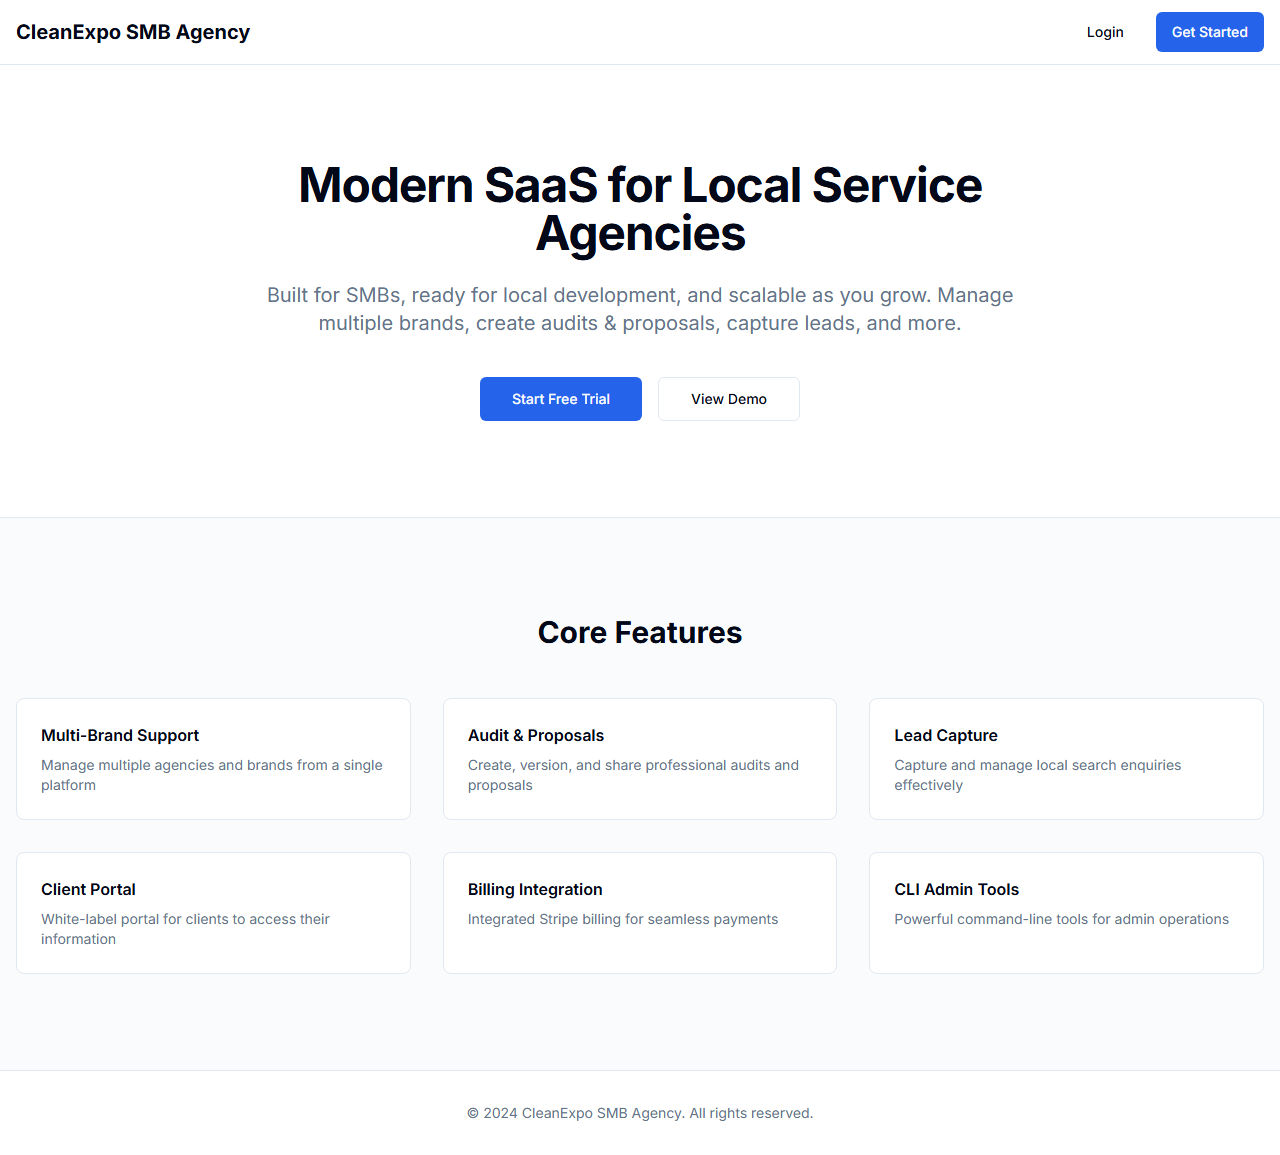 CleanExpo SMB Agency
Login
Get Started
Modern SaaS for Local Service
Agencies
Built for SMBs, ready for local development, and scalable as you grow. Manage
multiple brands, create audits & proposals, capture leads, and more.
Start Free Trial
View Demo
Core Features
Multi-Brand Support
Manage multiple agencies and brands from a single
platform
Audit & Proposals
Create, version, and share professional audits and
proposals
Lead Capture
Capture and manage local search enquiries
effectively
Client Portal
White-label portal for clients to access their
information
Billing Integration
Integrated Stripe billing for seamless payments
CLI Admin Tools
Powerful command-line tools for admin operations
© 2024 CleanExpo SMB Agency. All rights reserved.